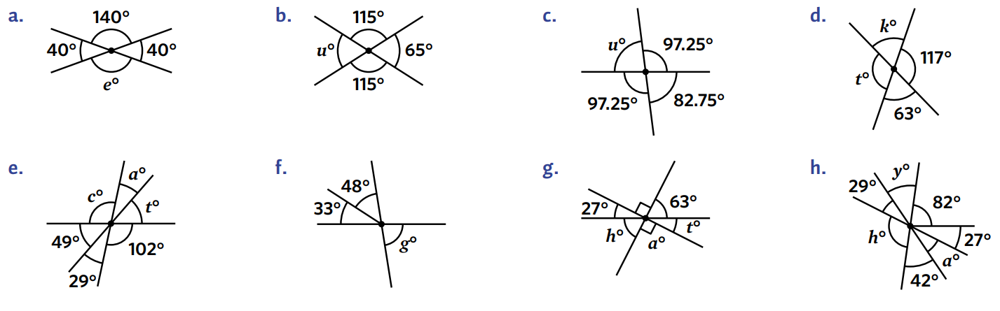 a.
140°
40°
40°
e°
b.
115°
u°
65°
115°
c.
u°
97.25°
97.25°
82.75°
d.
k°
117°
t°
63°
e.
a°
c°
t°
49°
102°
29°
f.
48°
33°
g°
g.
27°
63°
h°
a°
t°
h.
y°
29°
82°
h°
27°
a°
42°